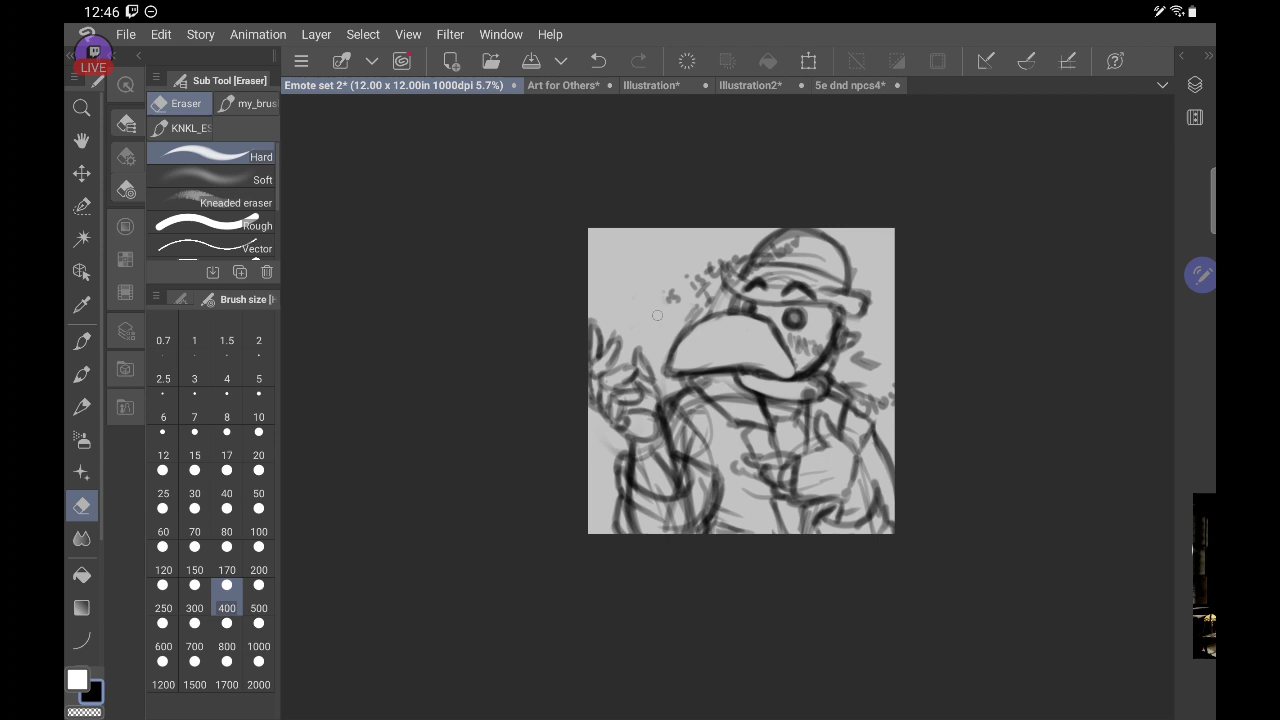 12:46
File Edit Story Animation Layer Select View Filter Window Help
LIVE
Sub Tool [Eraser]
Emote set 2* (12.00 x 12.00in 1000dpi 5.7%) Art for Others* Illustration* Illustration2* 5e dnd npcs4*
Eraser my_brus
KNKL_ES
Hard
Soft
Kneaded eraser
Rough
Vector
Brush size [H
0.7 1 1.5 2
2.5 3 4 5
6 7 8 10
12 15 17 20
25 30 40 50
60 70 80 100
120 150 170 200
250 300 400 500
600 700 800 1000
1200 1500 1700 2000